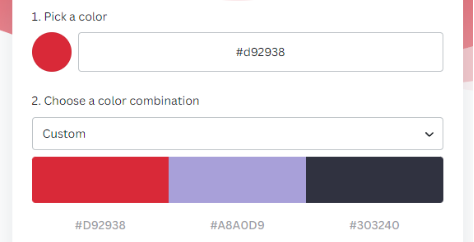 1. Pick a color
#d92938
2. Choose a color combination
Custom
#D92938 #A8A0D9 #303240